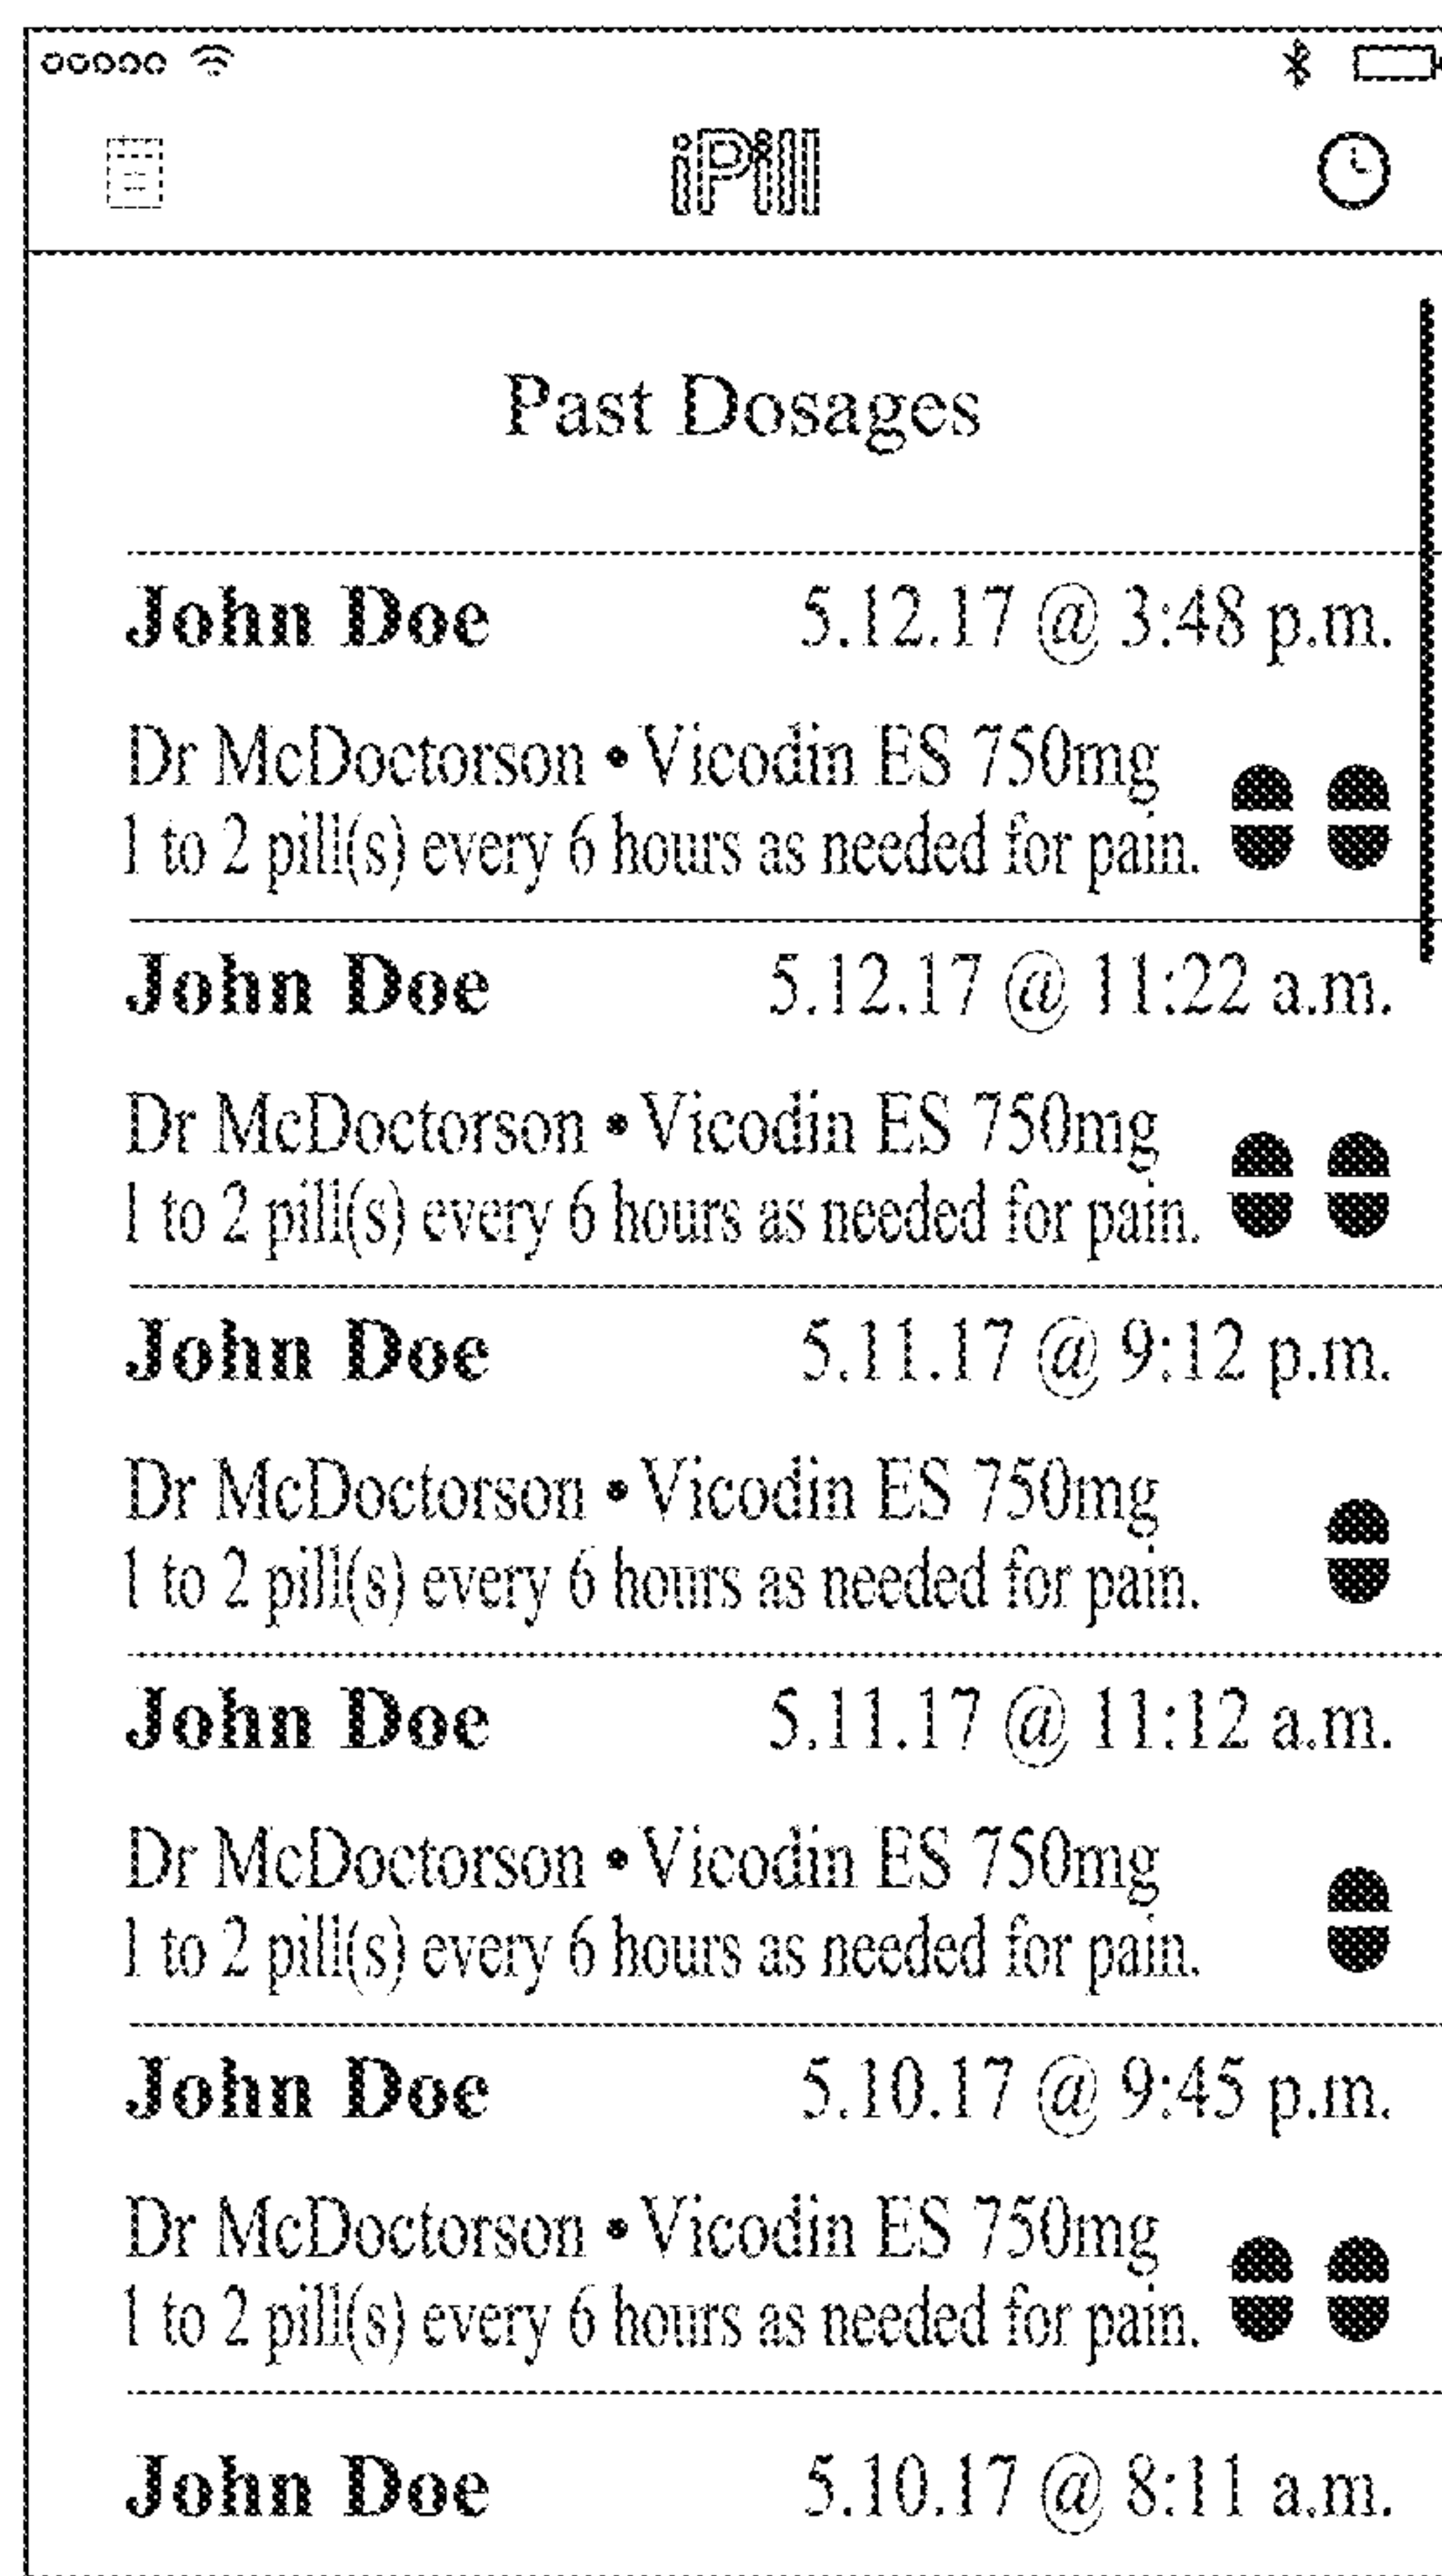 iPill
Past Dosages
John Doe 5.12.17 @ 3:48 p.m.
Dr McDoctorson • Vicodin ES 750mg
1 to 2 pill(s) every 6 hours as needed for pain.
John Doe 5.12.17 @ 11:22 a.m.
Dr McDoctorson • Vicodin ES 750mg
1 to 2 pill(s) every 6 hours as needed for pain.
John Doe 5.11.17 @ 9:12 p.m.
Dr McDoctorson • Vicodin ES 750mg
1 to 2 pill(s) every 6 hours as needed for pain.
John Doe 5.11.17 @ 11:12 a.m.
Dr McDoctorson • Vicodin ES 750mg
1 to 2 pill(s) every 6 hours as needed for pain.
John Doe 5.10.17 @ 9:45 p.m.
Dr McDoctorson • Vicodin ES 750mg
1 to 2 pill(s) every 6 hours as needed for pain.
John Doe 5.10.17 @ 8:11 a.m.